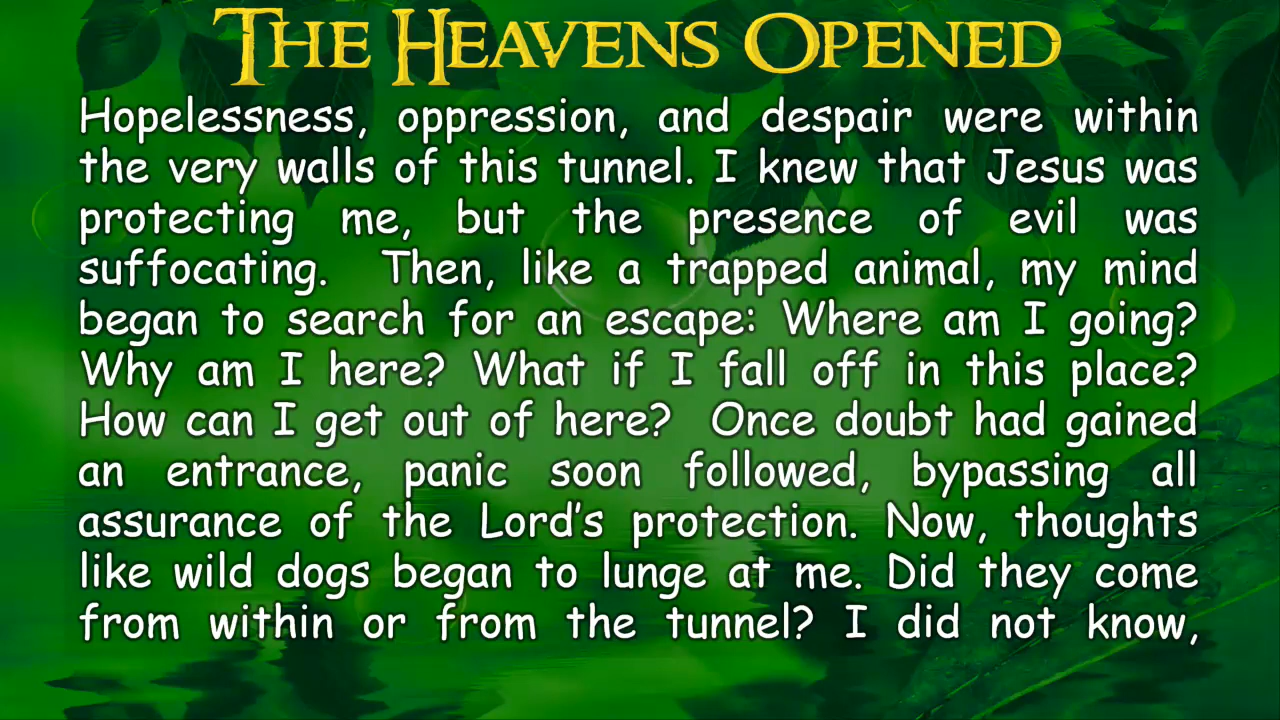 THE HEAVENS OPENED
Hopelessness, oppression, and despair were within
the very walls of this tunnel. I knew that Jesus was
protecting me, but the presence of evil was
suffocating.  Then, like a trapped animal, my mind
began to search for an escape: Where am I going?
Why am I here? What if I fall off in this place?
How can I get out of here?  Once doubt had gained
an entrance, panic soon followed, bypassing all
assurance of the Lord's protection. Now, thoughts
like wild dogs began to lunge at me. Did they come
from within or from the tunnel? I did not know,